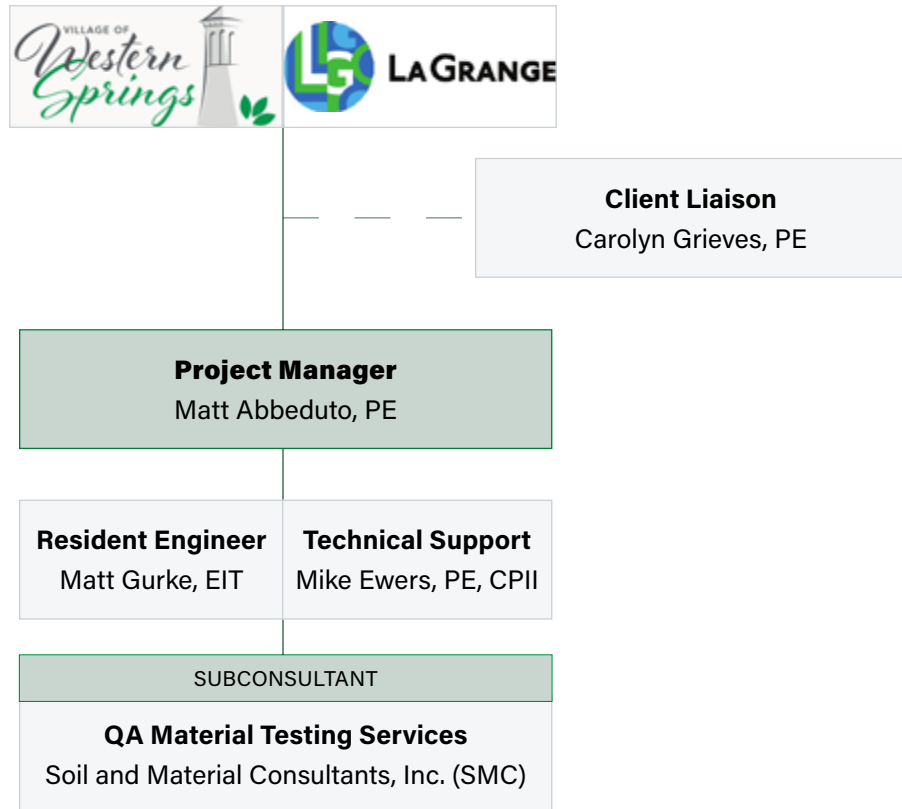 VILLAGE OF
Western
Springs
LG
LAGRANGE
Client Liaison
Carolyn Grieves, PE
Project Manager
Matt Abbeduto, PE
Resident Engineer
Matt Gurke, EIT
Technical Support
Mike Ewers, PE, CPII
SUBCONSULTANT
QA Material Testing Services
Soil and Material Consultants, Inc. (SMC)